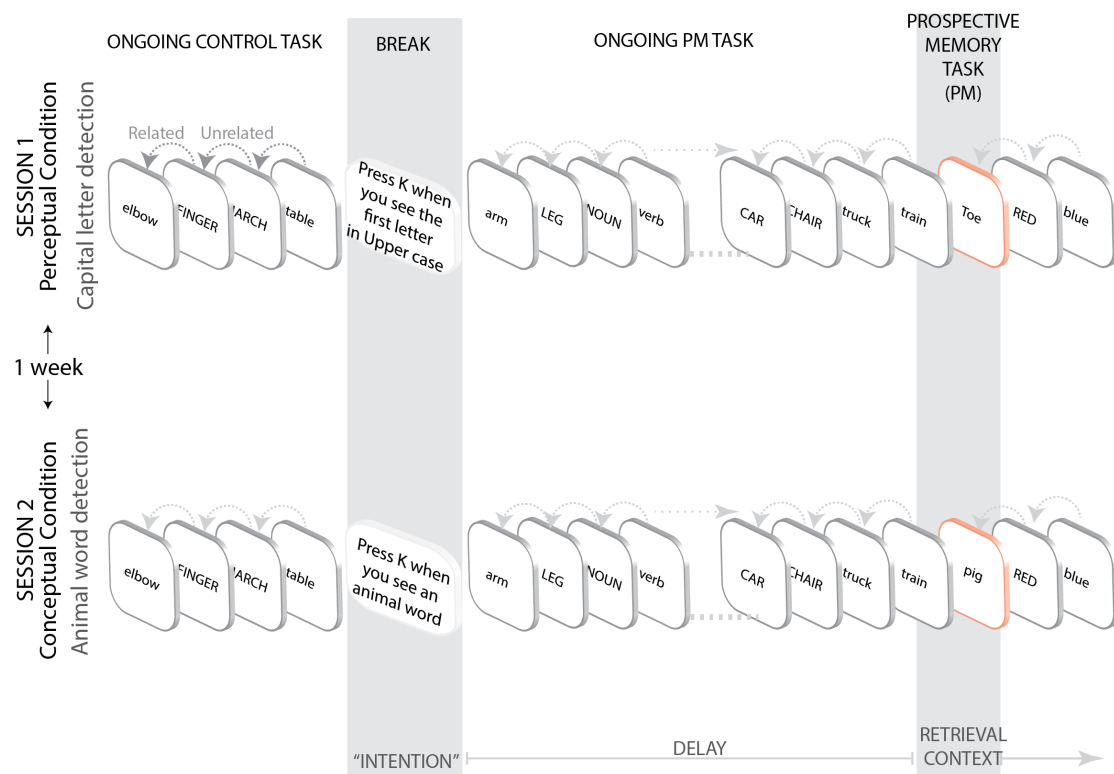 ONGOING CONTROL TASK
BREAK
ONGOING PM TASK
PROSPECTIVE
MEMORY
TASK
(PM)
SESSION 1
Perceptual Condition
Capital letter detection
Related
Unrelated
elbow
FINGER
MARCH
table
Press K when
you see the
first letter
in Upper case
arm
LEG
NOUN
verb
CAR
CHAIR
truck
train
Toe
RED
blue
1 week
SESSION 2
Conceptual Condition
Animal word detection
elbow
FINGER
MARCH
table
Press K when
you see an
animal word
arm
LEG
NOUN
verb
CAR
CHAIR
truck
train
pig
RED
blue
“INTENTION”
DELAY
RETRIEVAL
CONTEXT